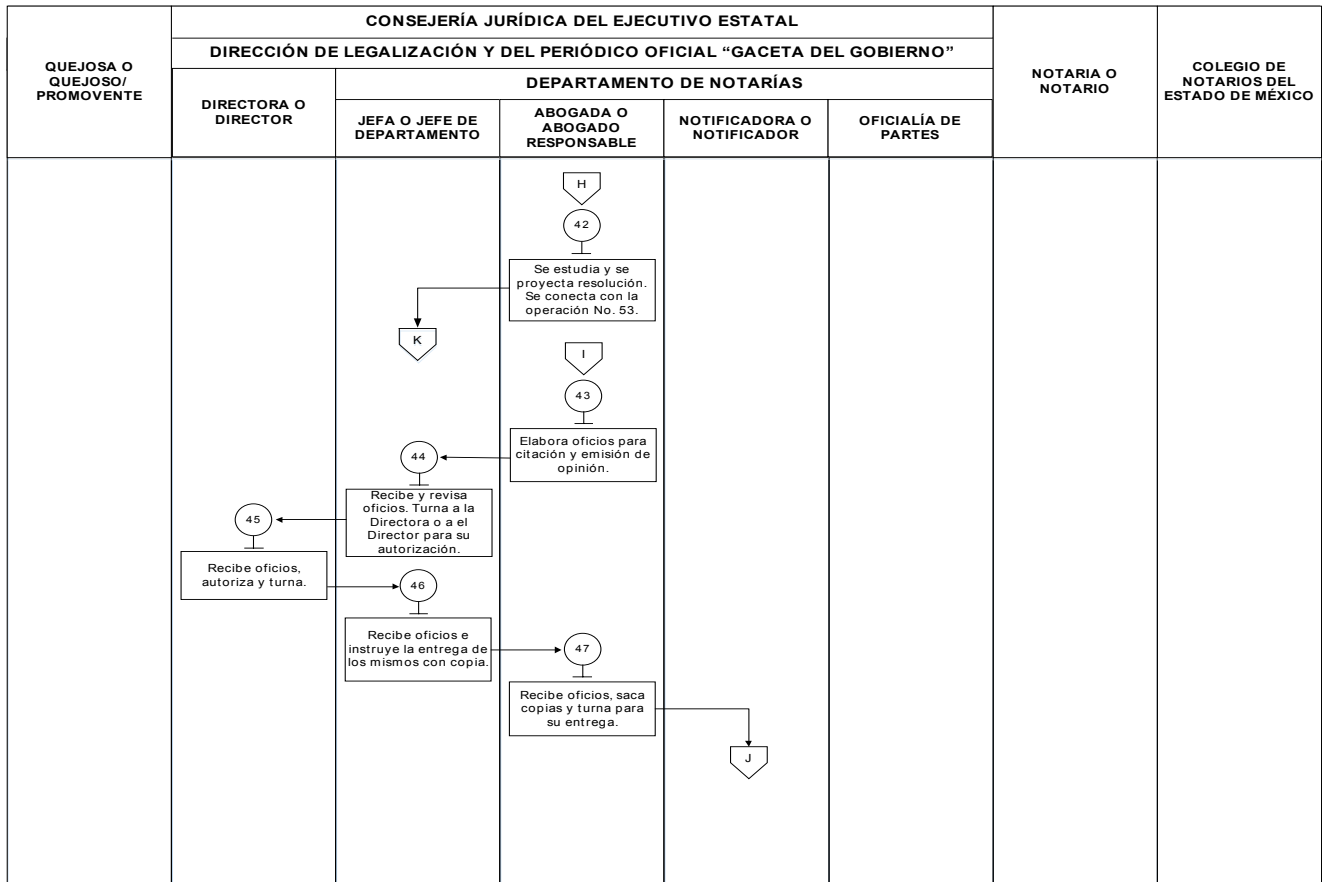 CONSEJERÍA JURÍDICA DEL EJECUTIVO ESTATAL
DIRECCIÓN DE LEGALIZACIÓN Y DEL PERIÓDICO OFICIAL “GACETA DEL GOBIERNO”
QUEJOSA O
QUEJOSO/
PROMOVENTE
DIRECTORA O
DIRECTOR
DEPARTAMENTO DE NOTARÍAS
JEFA O JEFE DE
DEPARTAMENTO
ABOGADA O
ABOGADO
RESPONSABLE
NOTIFICADORA O
NOTIFICADOR
OFICIALÍA DE
PARTES
NOTARIA O
NOTARIO
COLEGIO DE
NOTARIOS DEL
ESTADO DE MÉXICO
H
42
Se estudia y se
proyecta resolución.
Se conecta con la
operación No. 53.
K
I
43
Elabora oficios para
citación y emisión de
opinión.
44
Recibe y revisa
oficios. Turna a la
Directora o a el
Director para su
autorización.
45
Recibe oficios,
autoriza y turna.
46
Recibe oficios e
instruye la entrega de
los mismos con copia.
47
Recibe oficios, saca
copias y turna para
su entrega.
J